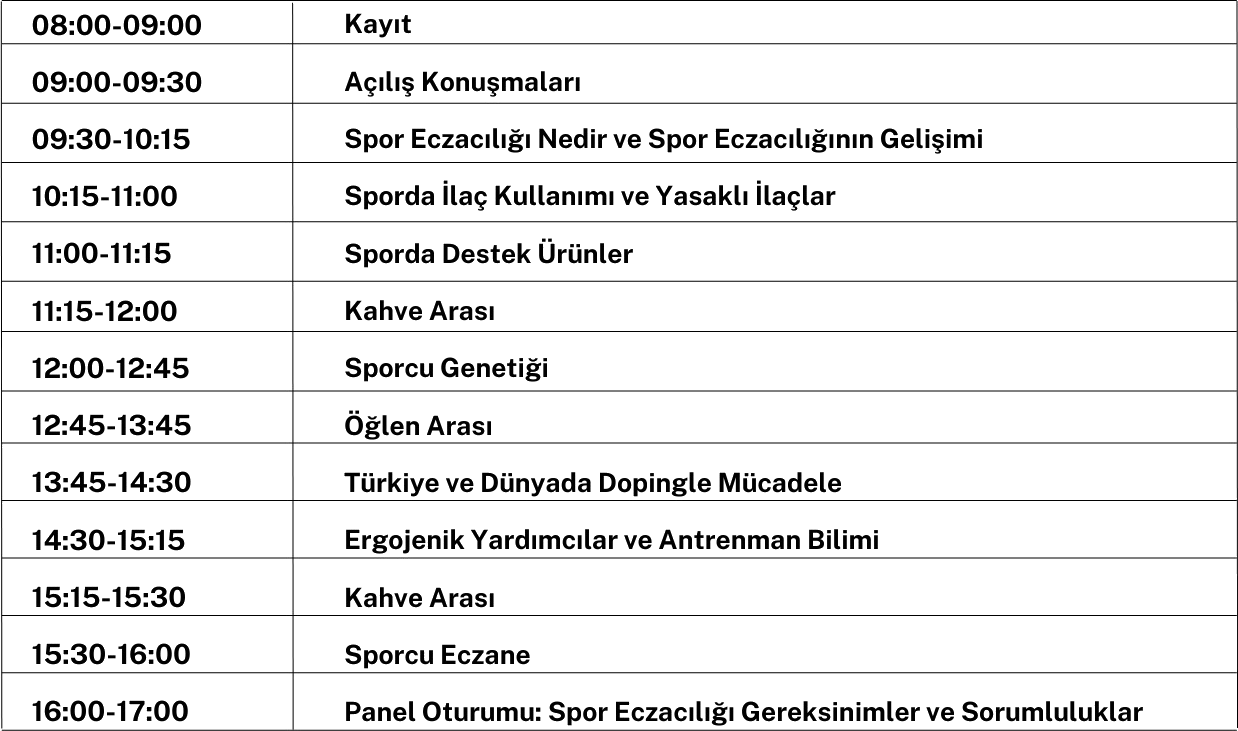 08:00-09:00 Kayıt
09:00-09:30 Açılış Konuşmaları
09:30-10:15 Spor Eczacılığı Nedir ve Spor Eczacılığının Gelişimi
10:15-11:00 Sporda İlaç Kullanımı ve Yasaklı İlaçlar
11:00-11:15 Sporda Destek Ürünler
11:15-12:00 Kahve Arası
12:00-12:45 Sporcu Genetiği
12:45-13:45 Öğlen Arası
13:45-14:30 Türkiye ve Dünyada Dopingle Mücadele
14:30-15:15 Ergojenik Yardımcılar ve Antrenman Bilimi
15:15-15:30 Kahve Arası
15:30-16:00 Sporcu Eczane
16:00-17:00 Panel Oturumu: Spor Eczacılığı Gereksinimler ve Sorumluluklar